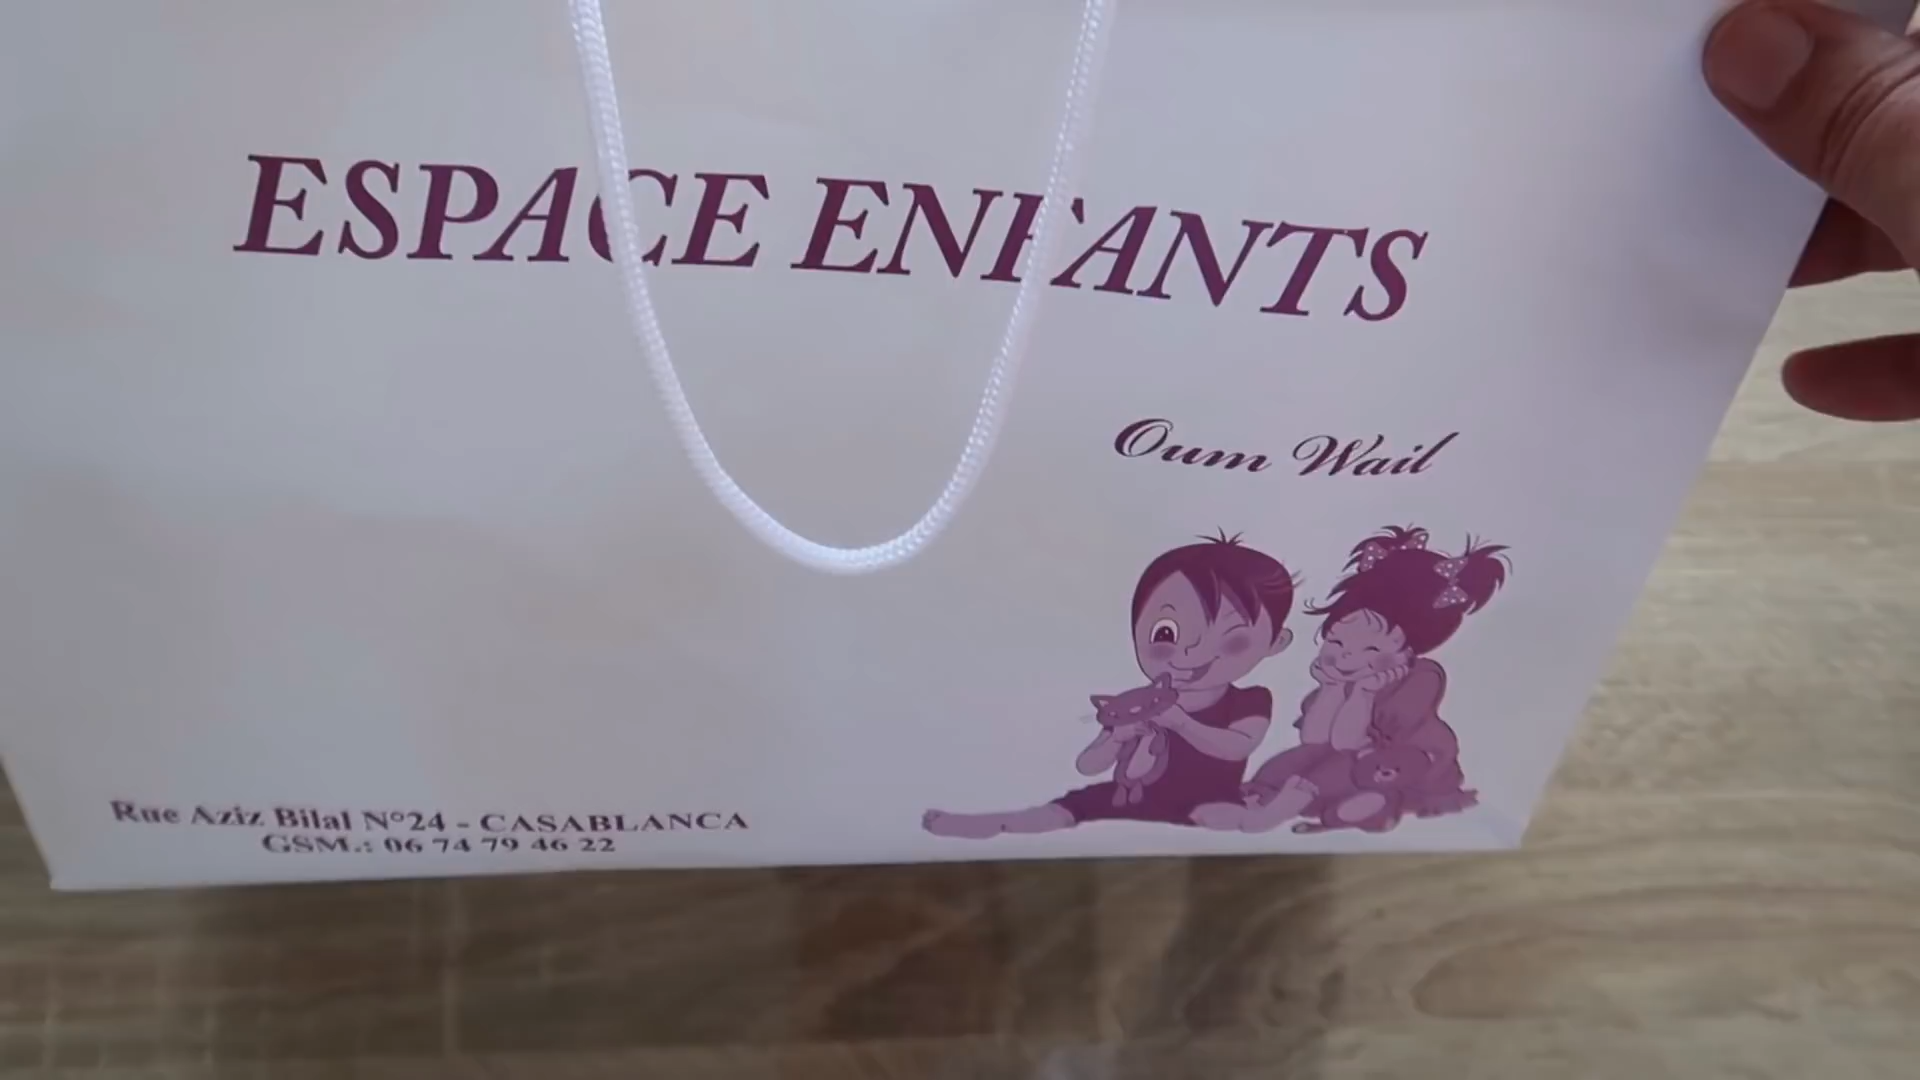 ESPACE ENFANTS
Oum Wail
Rue Aziz Bilal N°24 - CASABLANCA
GSM.: 06 74 79 46 22